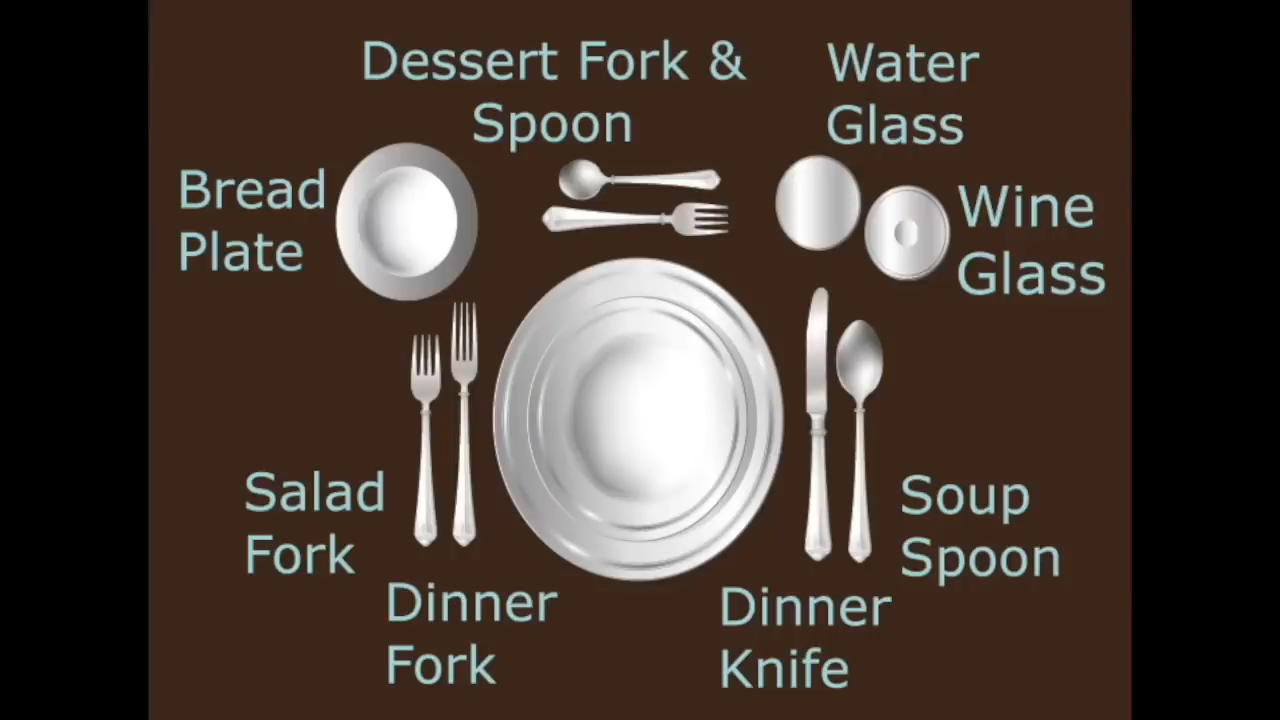 Dessert Fork &
Spoon
Water
Glass
Bread
Plate
Wine
Glass
Salad
Fork
Soup
Spoon
Dinner
Fork
Dinner
Knife